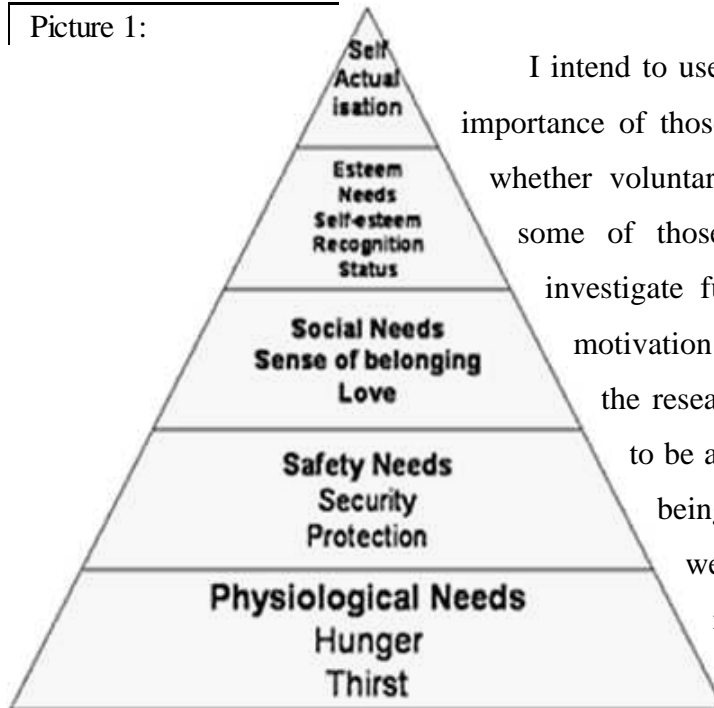 Picture 1:
Self
Actual
isation
Esteem
Needs
Self-esteem
Recognition
Status
Social Needs
Sense of belonging
Love
Safety Needs
Security
Protection
Physiological Needs
Hunger
Thirst
I intend to use
importance of thos
whether voluntar
some of those
investigate fu
motivation
the resea
to be a
being
we